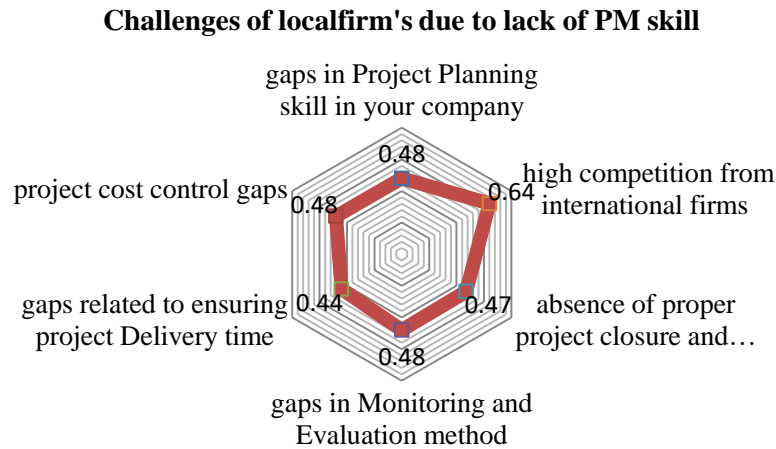 Challenges of localfirm's due to lack of PM skill
gaps in Project Planning
skill in your company
0.48
high competition from
international firms
0.64
absence of proper
project closure and…
0.47
gaps in Monitoring and
Evaluation method
0.48
gaps related to ensuring
project Delivery time
0.44
project cost control gaps
0.48